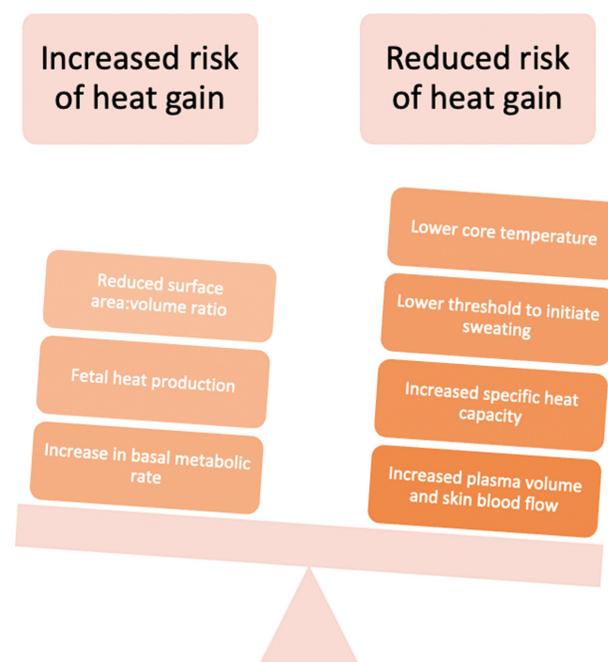 Increased risk
of heat gain
Reduced risk
of heat gain
Reduced surface
area:volume ratio
Fetal heat production
Increase in basal metabolic
rate
Lower core temperature
Lower threshold to initiate
sweating
Increased specific heat
capacity
Increased plasma volume
and skin blood flow